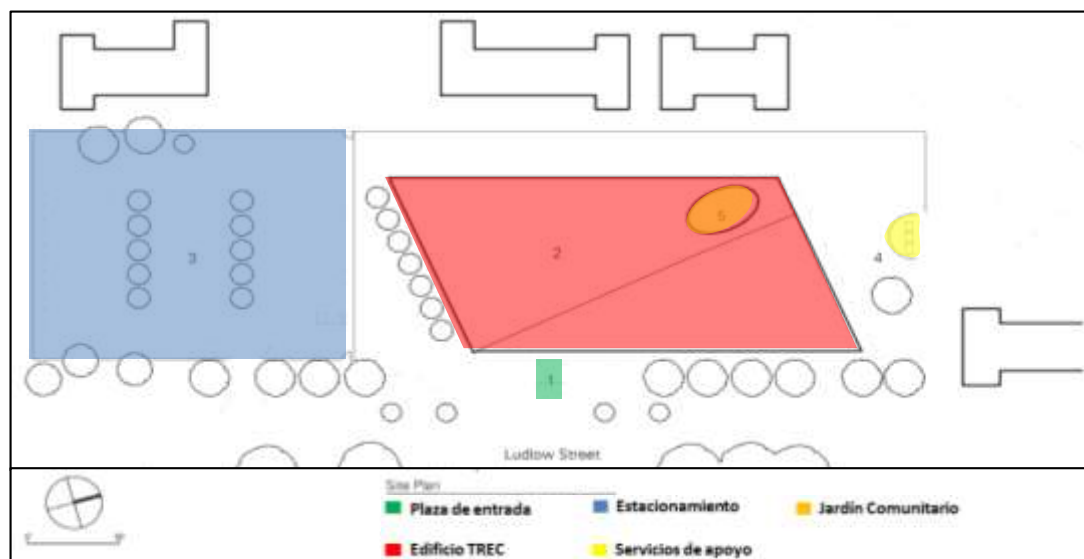 5
2
3
4
1
Ludlow Street
Site Plan
Plaza de entrada
Estacionamiento
Jardín Comunitario
Edificio TREC
Servicios de apoyo